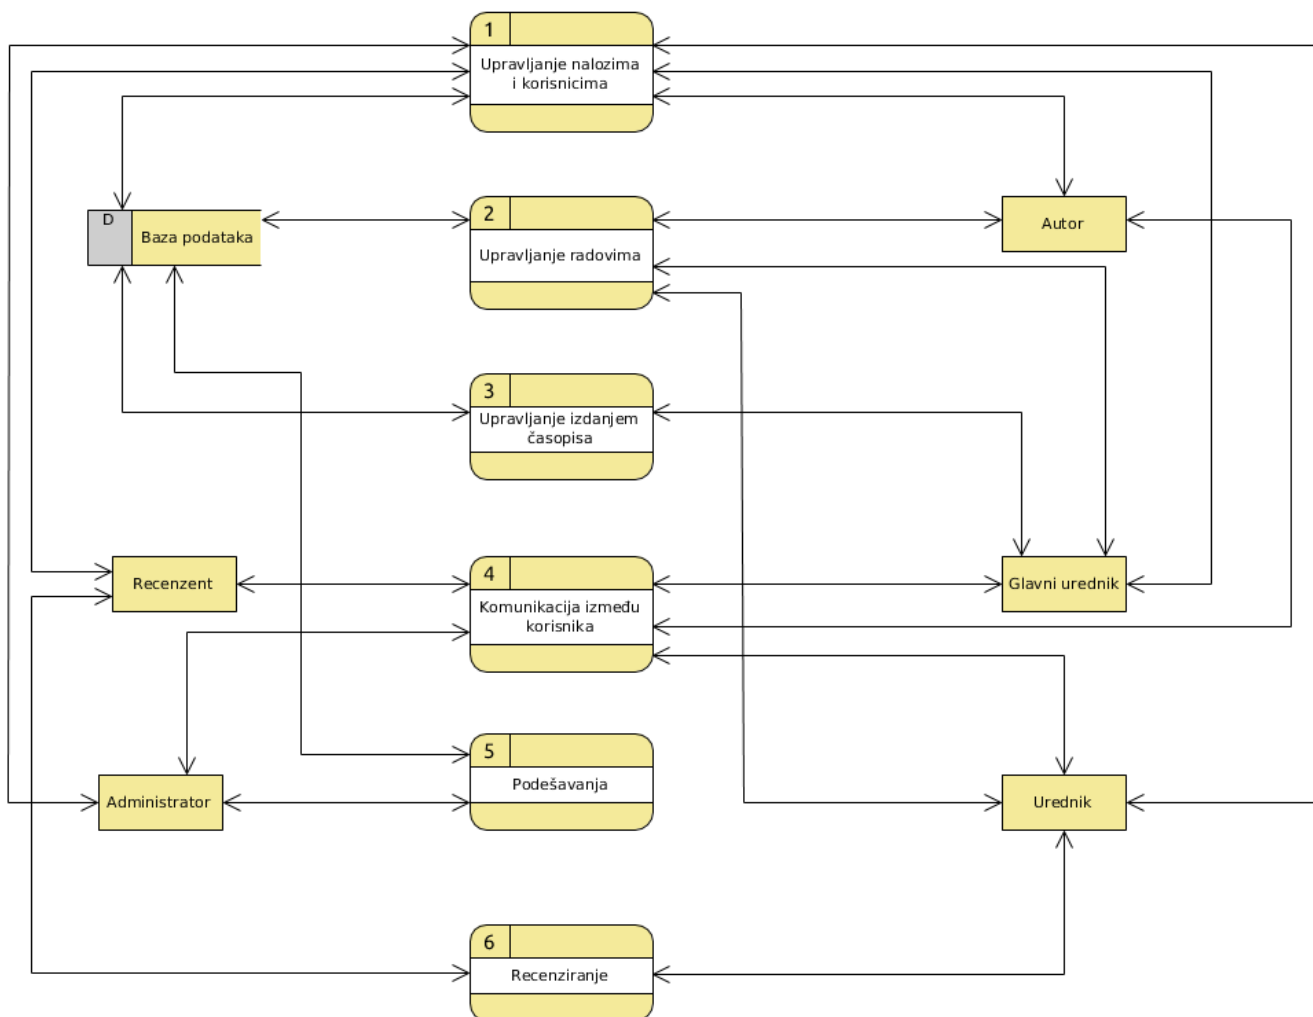 1
Upravljanje nalozima
i korisnicima
D
Baza podataka
2
Upravljanje radovima
Autor
3
Upravljanje izdanjem
časopisa
Recenzent
4
Komunikacija između
korisnika
Glavni urednik
Administrator
5
Podešavanja
Urednik
6
Recenziranje